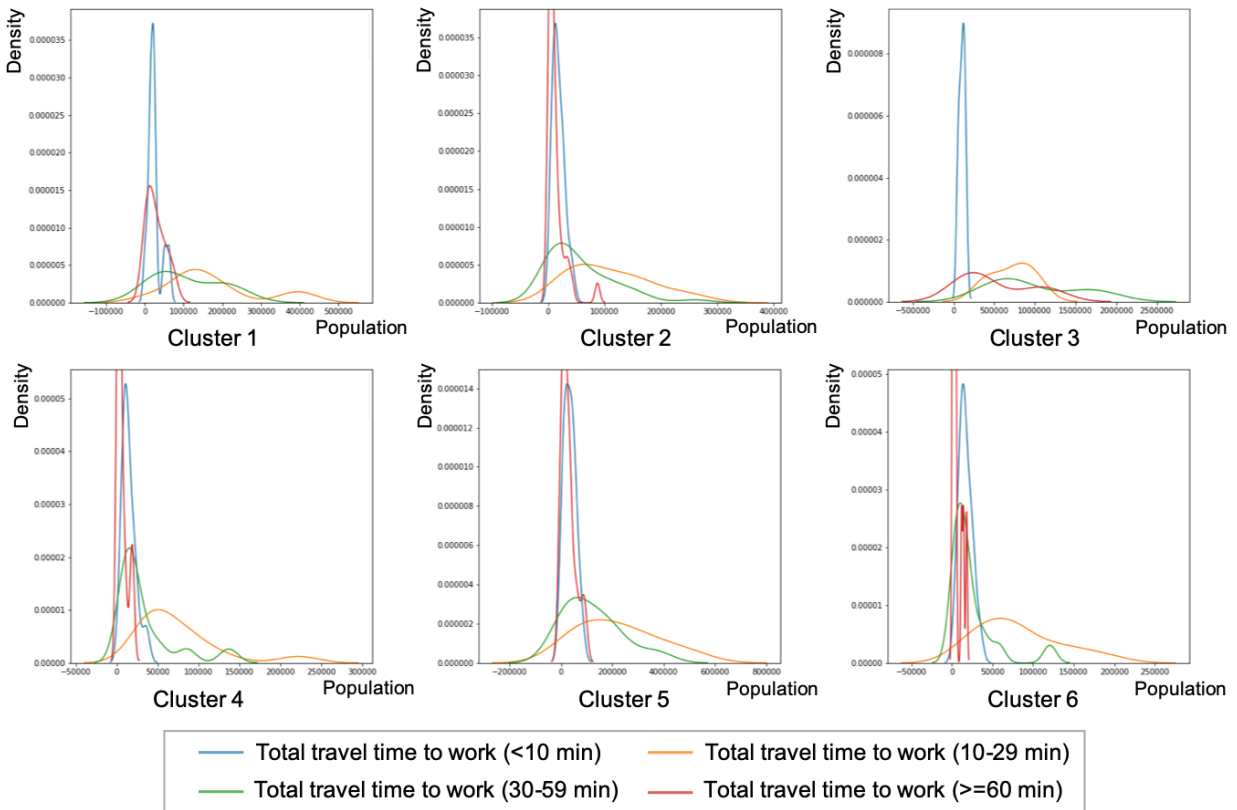 Density
0.000035
0.000030
0.000025
0.000020
0.000015
0.000010
0.000005
0.000000
−100000 0 100000 200000 300000 400000 500000
Population
Cluster 1
Density
0.000035
0.000030
0.000025
0.000020
0.000015
0.000010
0.000005
0.000000
−100000 0 100000 200000 300000 400000
Population
Cluster 2
Density
0.000008
0.000006
0.000004
0.000002
0.000000
−500000 0 500000 1000000 1500000 2000000 2500000
Population
Cluster 3
Density
0.00005
0.00004
0.00003
0.00002
0.00001
0.00000
−50000 0 50000 100000 150000 200000 250000 300000
Population
Cluster 4
Density
0.000014
0.000012
0.000010
0.000008
0.000006
0.000004
0.000002
0.000000
−200000 0 200000 400000 600000 800000
Population
Cluster 5
Density
0.00005
0.00004
0.00003
0.00002
0.00001
0.00000
−50000 0 50000 100000 150000 200000 250000
Population
Cluster 6
Total travel time to work (<10 min) Total travel time to work (10-29 min)
Total travel time to work (30-59 min) Total travel time to work (>=60 min)